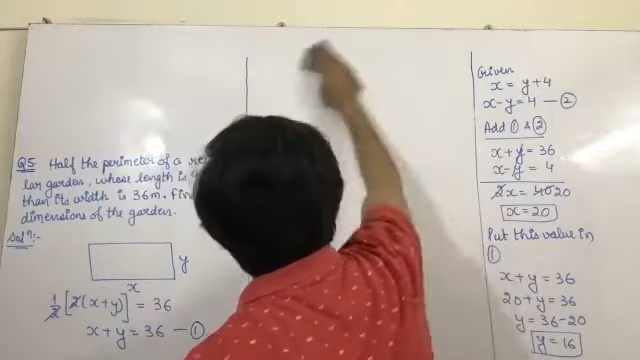 Q5 Half the perimeter of a
lar garden, whose length is
than its width is 36m.
dimensions of the garden.
Solⁿ:-
y
x
1/2 [2(x+y)] = 36
x+y = 36 — ①
Given
x = y+4
x-y = 4 — ②
Add ① & ②
x+y = 36
x-y = 4
2x = 40 20
x = 20
Put this value in
①
x+y = 36
20+y = 36
y = 36-20
y = 16